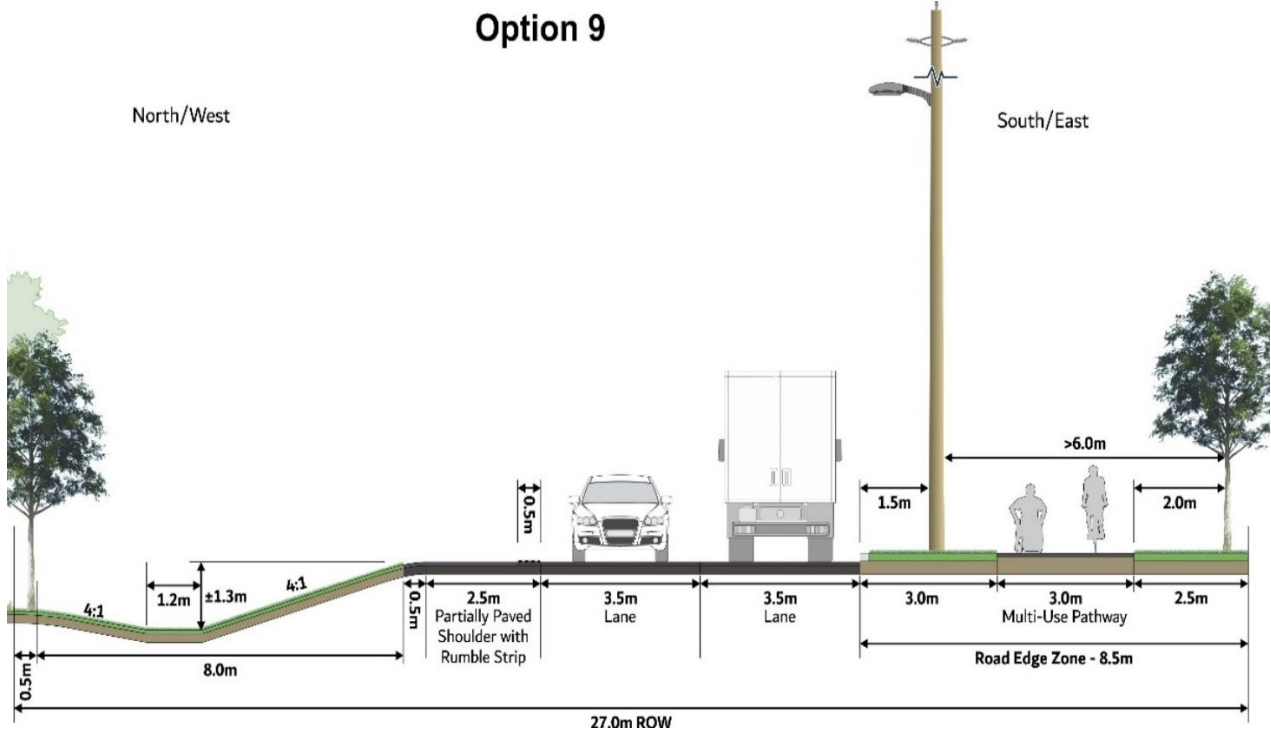 Option 9
North/West
South/East
>6.0m
1.5m
2.0m
0.5m
4:1
1.2m
±1.3m
4:1
0.5m
2.5m
Partially Paved
Shoulder with
Rumble Strip
3.5m
Lane
3.5m
Lane
3.0m
3.0m
Multi-Use Pathway
2.5m
Road Edge Zone - 8.5m
0.5m
8.0m
27.0m ROW